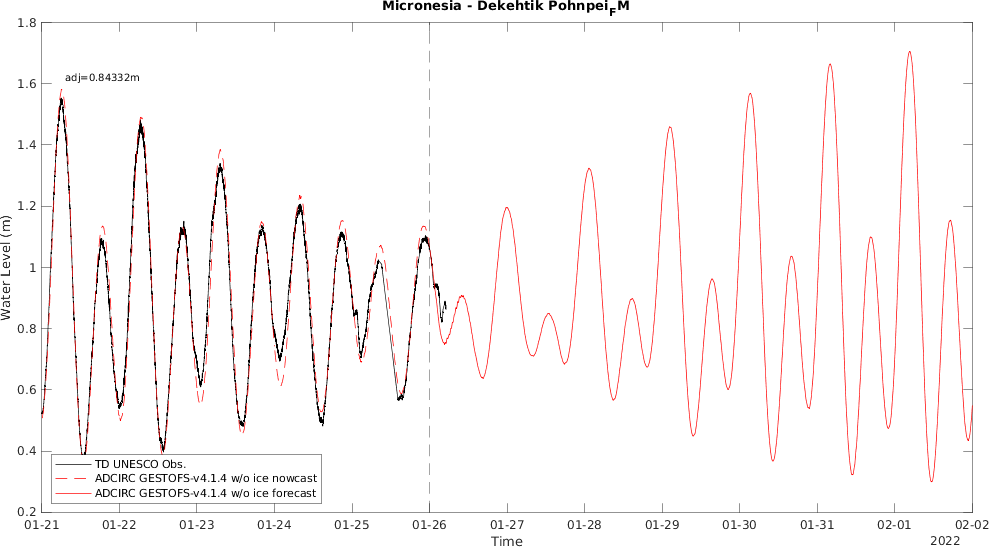 Micronesia - Dekehtik Pohnpei_FM
1.8
adj=0.84332m
1.6
1.4
1.2
1
0.8
0.6
0.4
0.2
Water Level (m)
TD UNESCO Obs.
ADCIRC GESTOFS-v4.1.4 w/o ice nowcast
ADCIRC GESTOFS-v4.1.4 w/o ice forecast
01-21 01-22 01-23 01-24 01-25 01-26 01-27 01-28 01-29 01-30 01-31 02-01 02-02
Time
2022